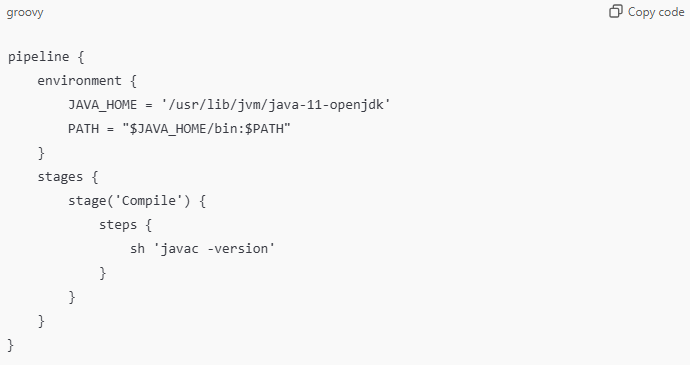 groovy
Copy code
pipeline {
    environment {
        JAVA_HOME = '/usr/lib/jvm/java-11-openjdk'
        PATH = "$JAVA_HOME/bin:$PATH"
    }
    stages {
        stage('Compile') {
            steps {
                sh 'javac -version'
            }
        }
    }
}